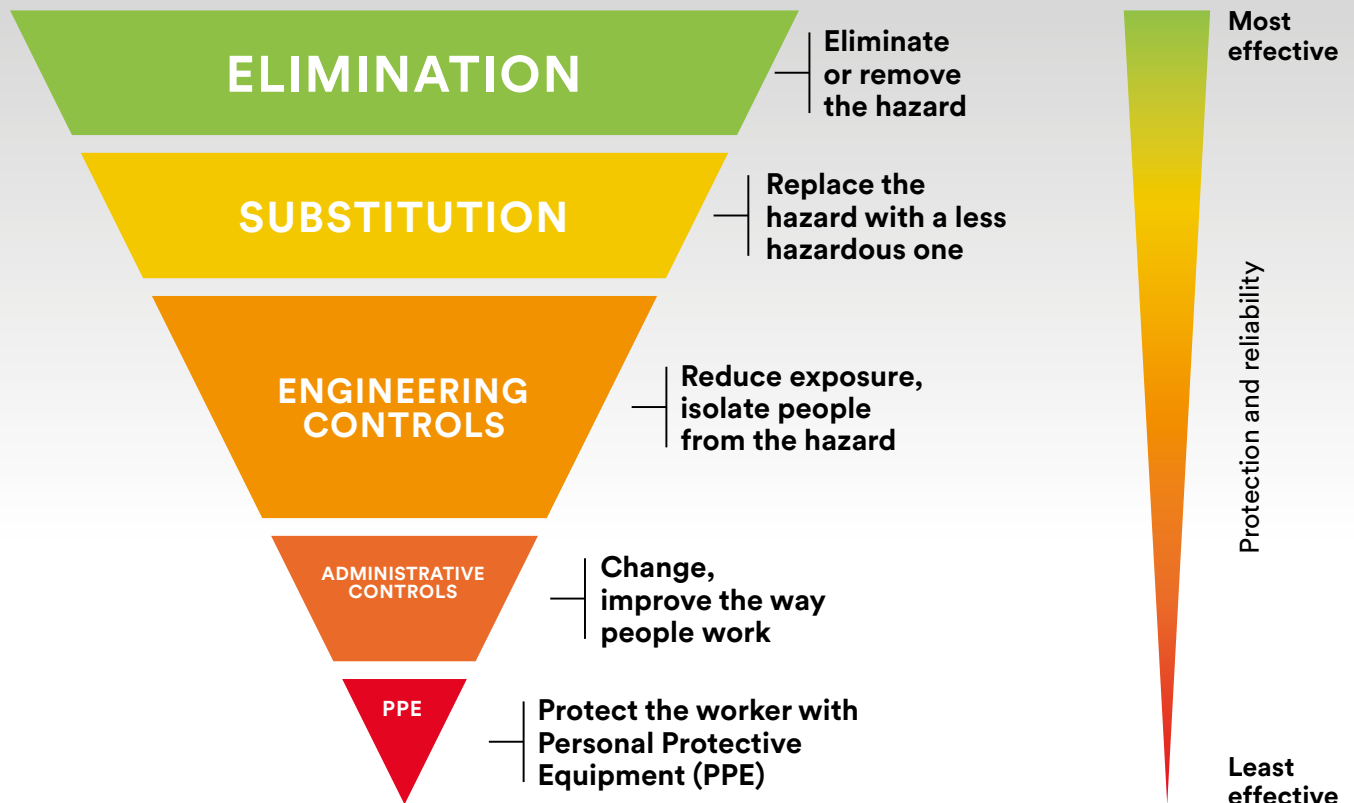 ELIMINATION
Eliminate
or remove
the hazard
Most
effective
SUBSTITUTION
Replace the
hazard with a less
hazardous one
ENGINEERING
CONTROLS
Reduce exposure,
isolate people
from the hazard
Protection and reliability
ADMINISTRATIVE
CONTROLS
Change,
improve the way
people work
PPE
Protect the worker with
Personal Protective
Equipment (PPE)
Least
effective